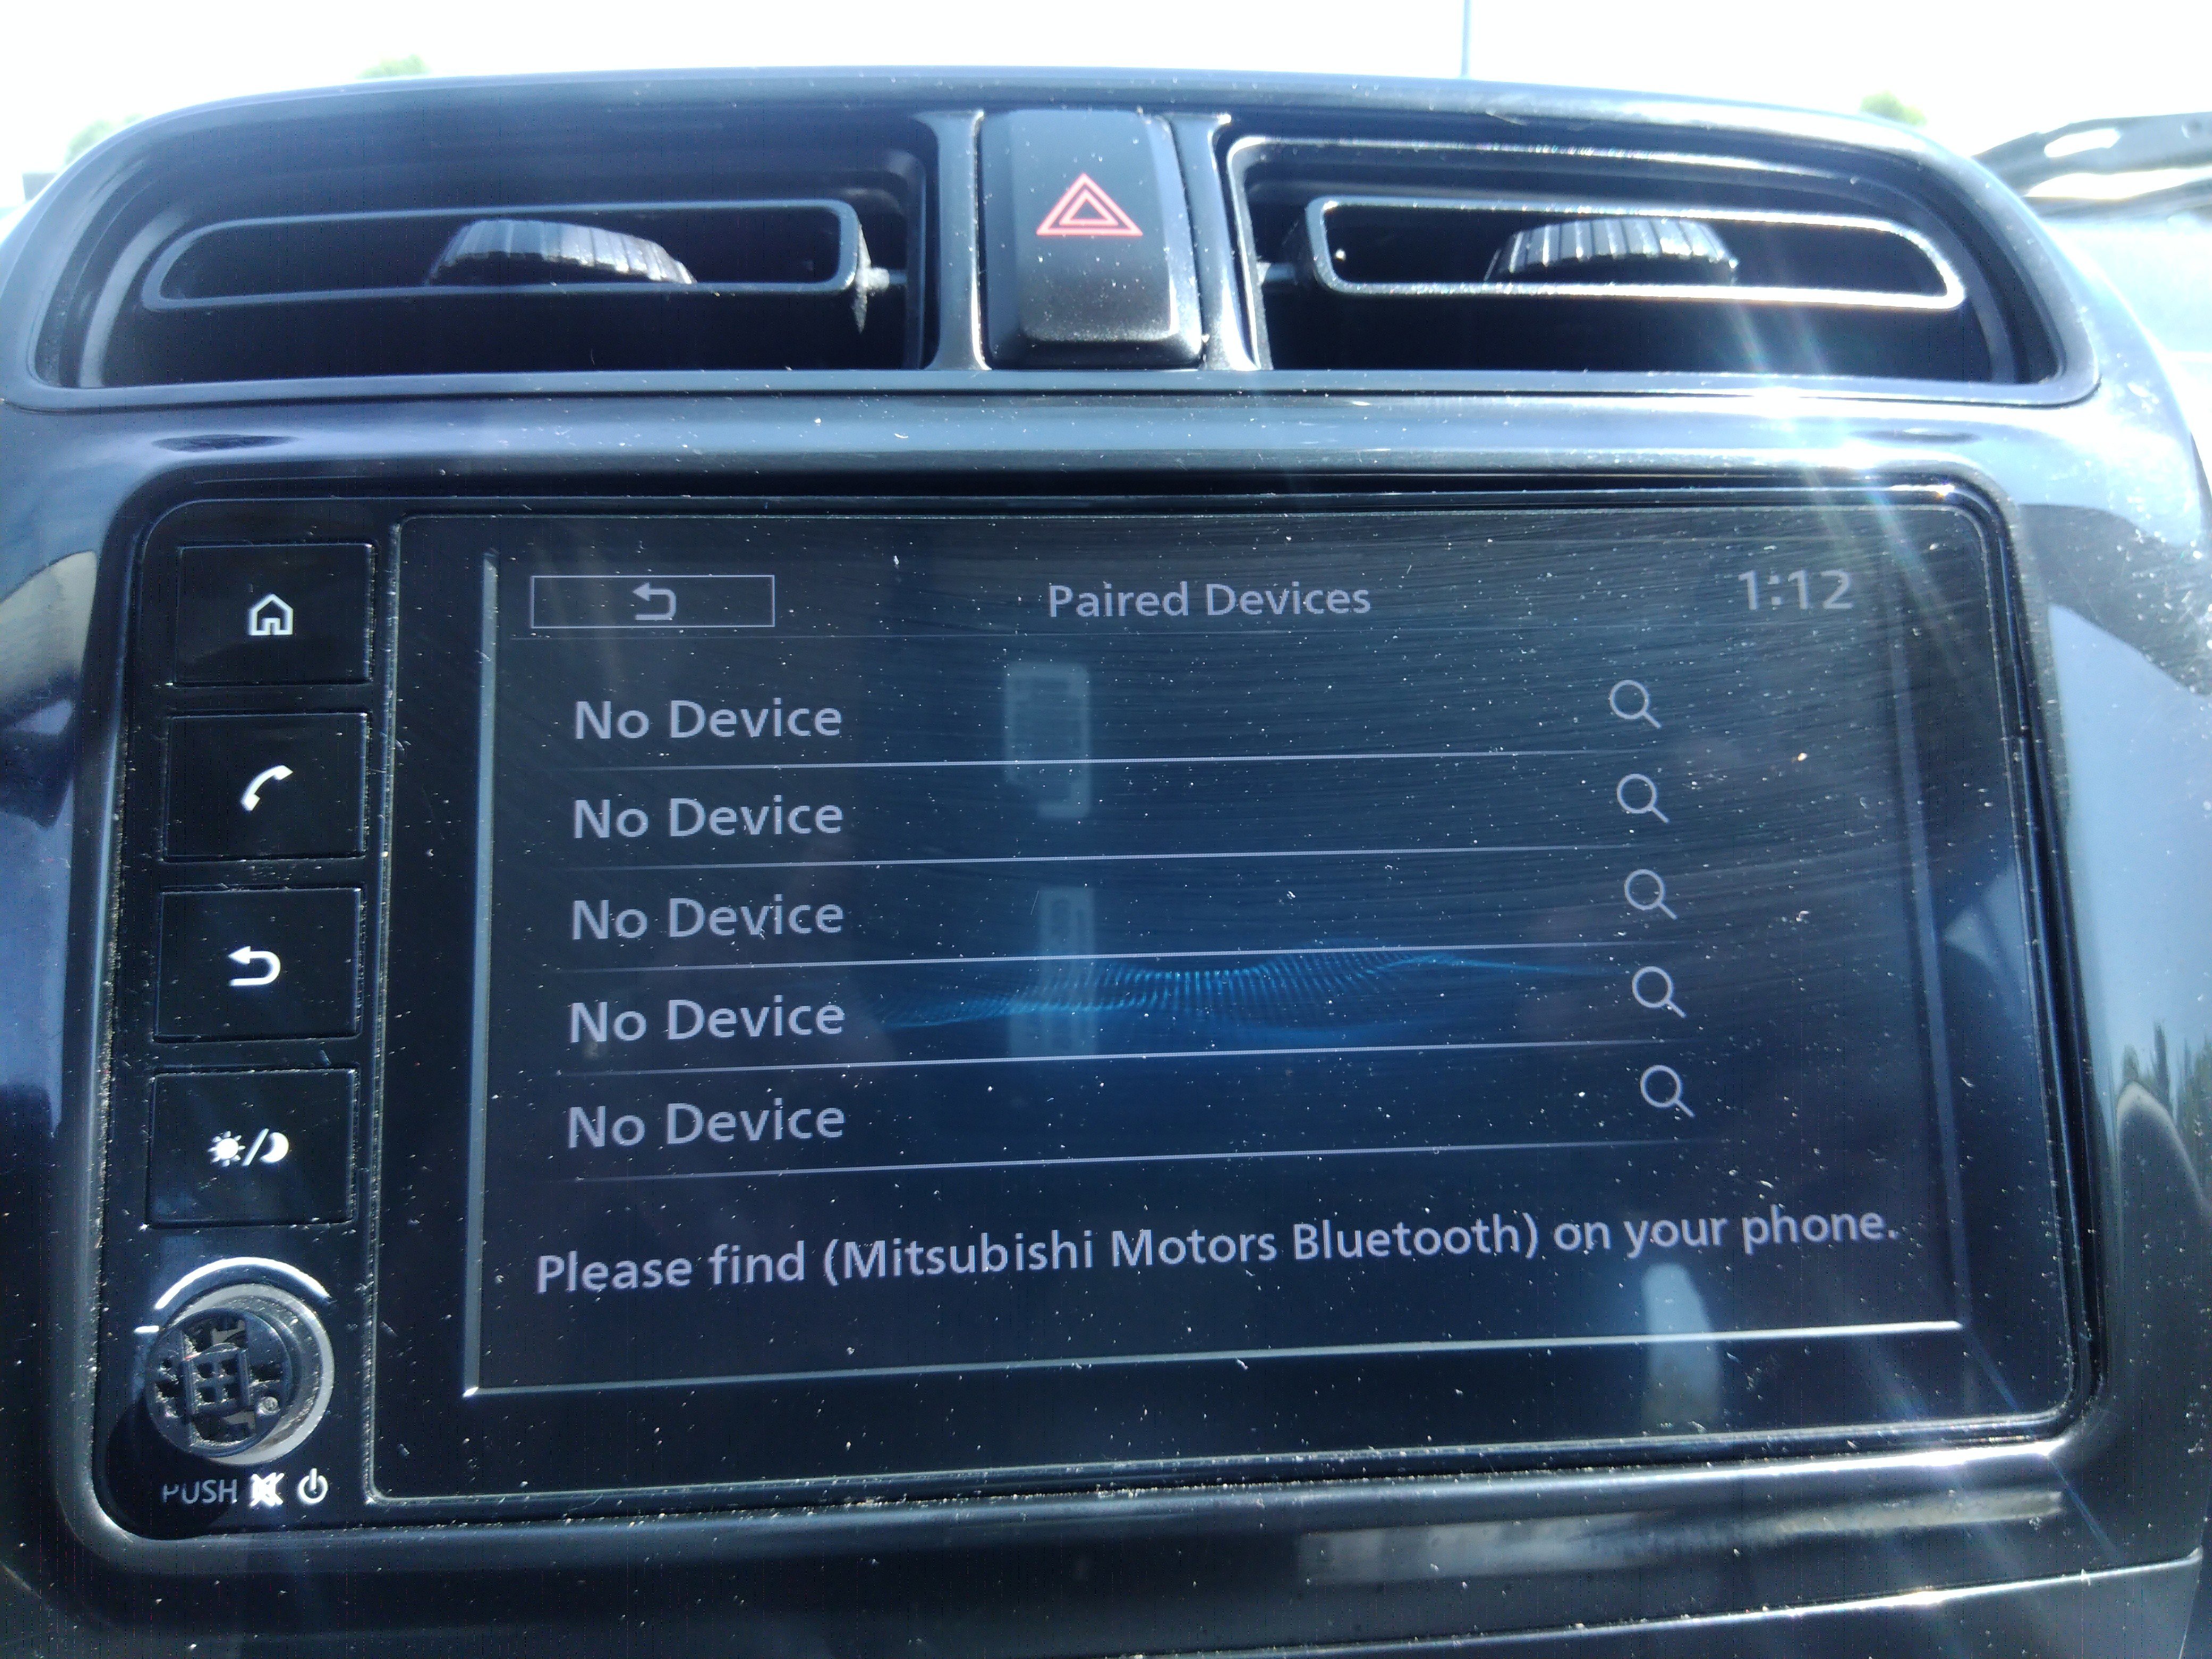 Paired Devices
1:12
No Device
No Device
No Device
No Device
No Device
Please find (Mitsubishi Motors Bluetooth) on your phone.
PUSH